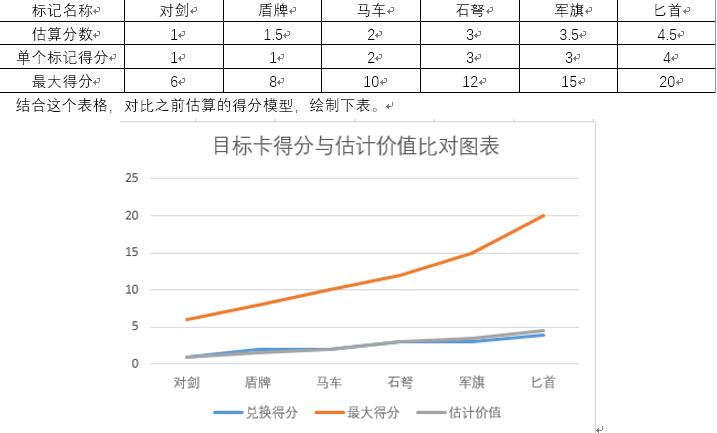 标记名称 对剑 盾牌 马车 石弩 军旗 匕首
估算分数 1 1.5 2 3 3.5 4.5
单个标记得分 1 1 2 3 3 4
最大得分 6 8 10 12 15 20
结合这个表格，对比之前估算的得分模型，绘制下表。
目标卡得分与估计价值比对图表
25
20
15
10
5
0
对剑 盾牌 马车 石弩 军旗 匕首
兑换得分 最大得分 估计价值